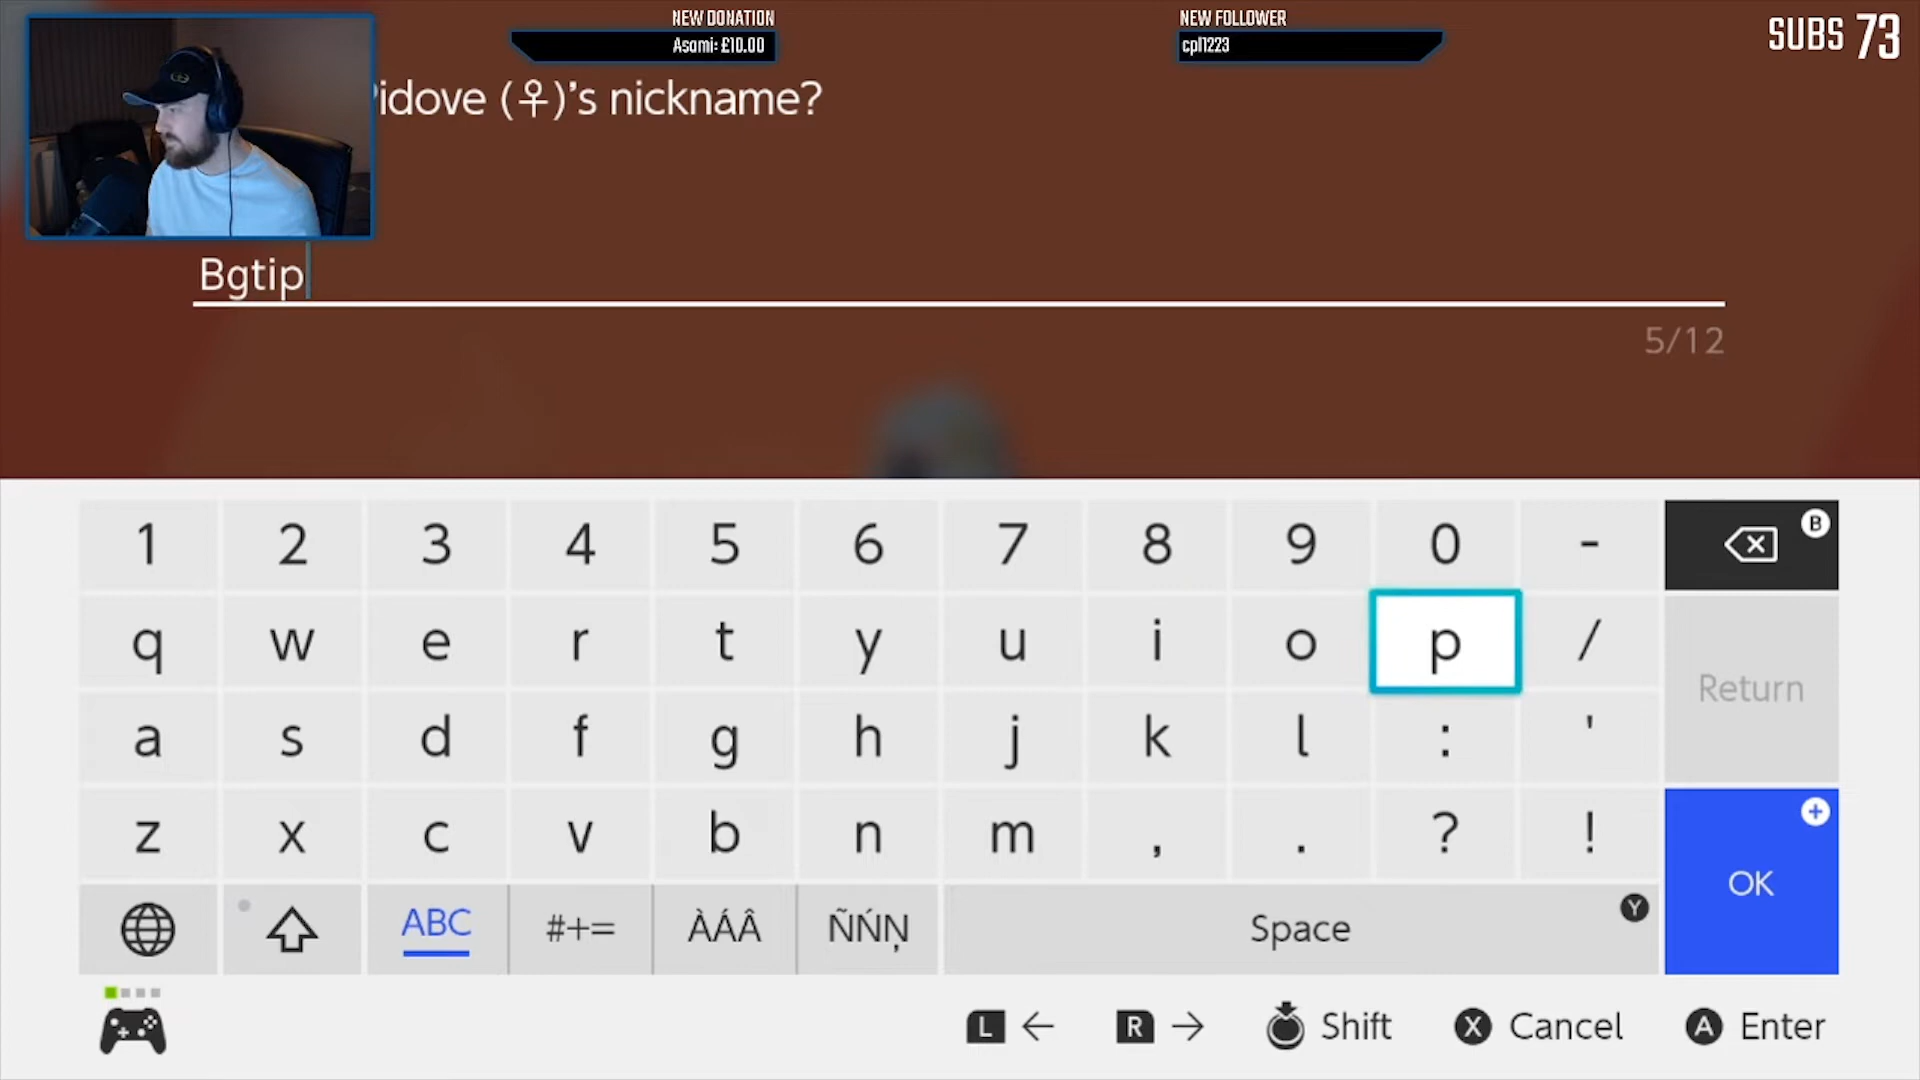 NEW DONATION
Asami: £10.00
NEW FOLLOWER
cpl1223
SUBS 73
idove (♀)'s nickname?
Bgtip
5/12
1 2 3 4 5 6 7 8 9 0 -
B
q w e r t y u i o p /
Return
a s d f g h j k l : '
z x c v b n m , . ? !
+
OK
ABC #+= ÀÁÂ ÑŃŅ Space
Y
L ← R → Shift X Cancel A Enter